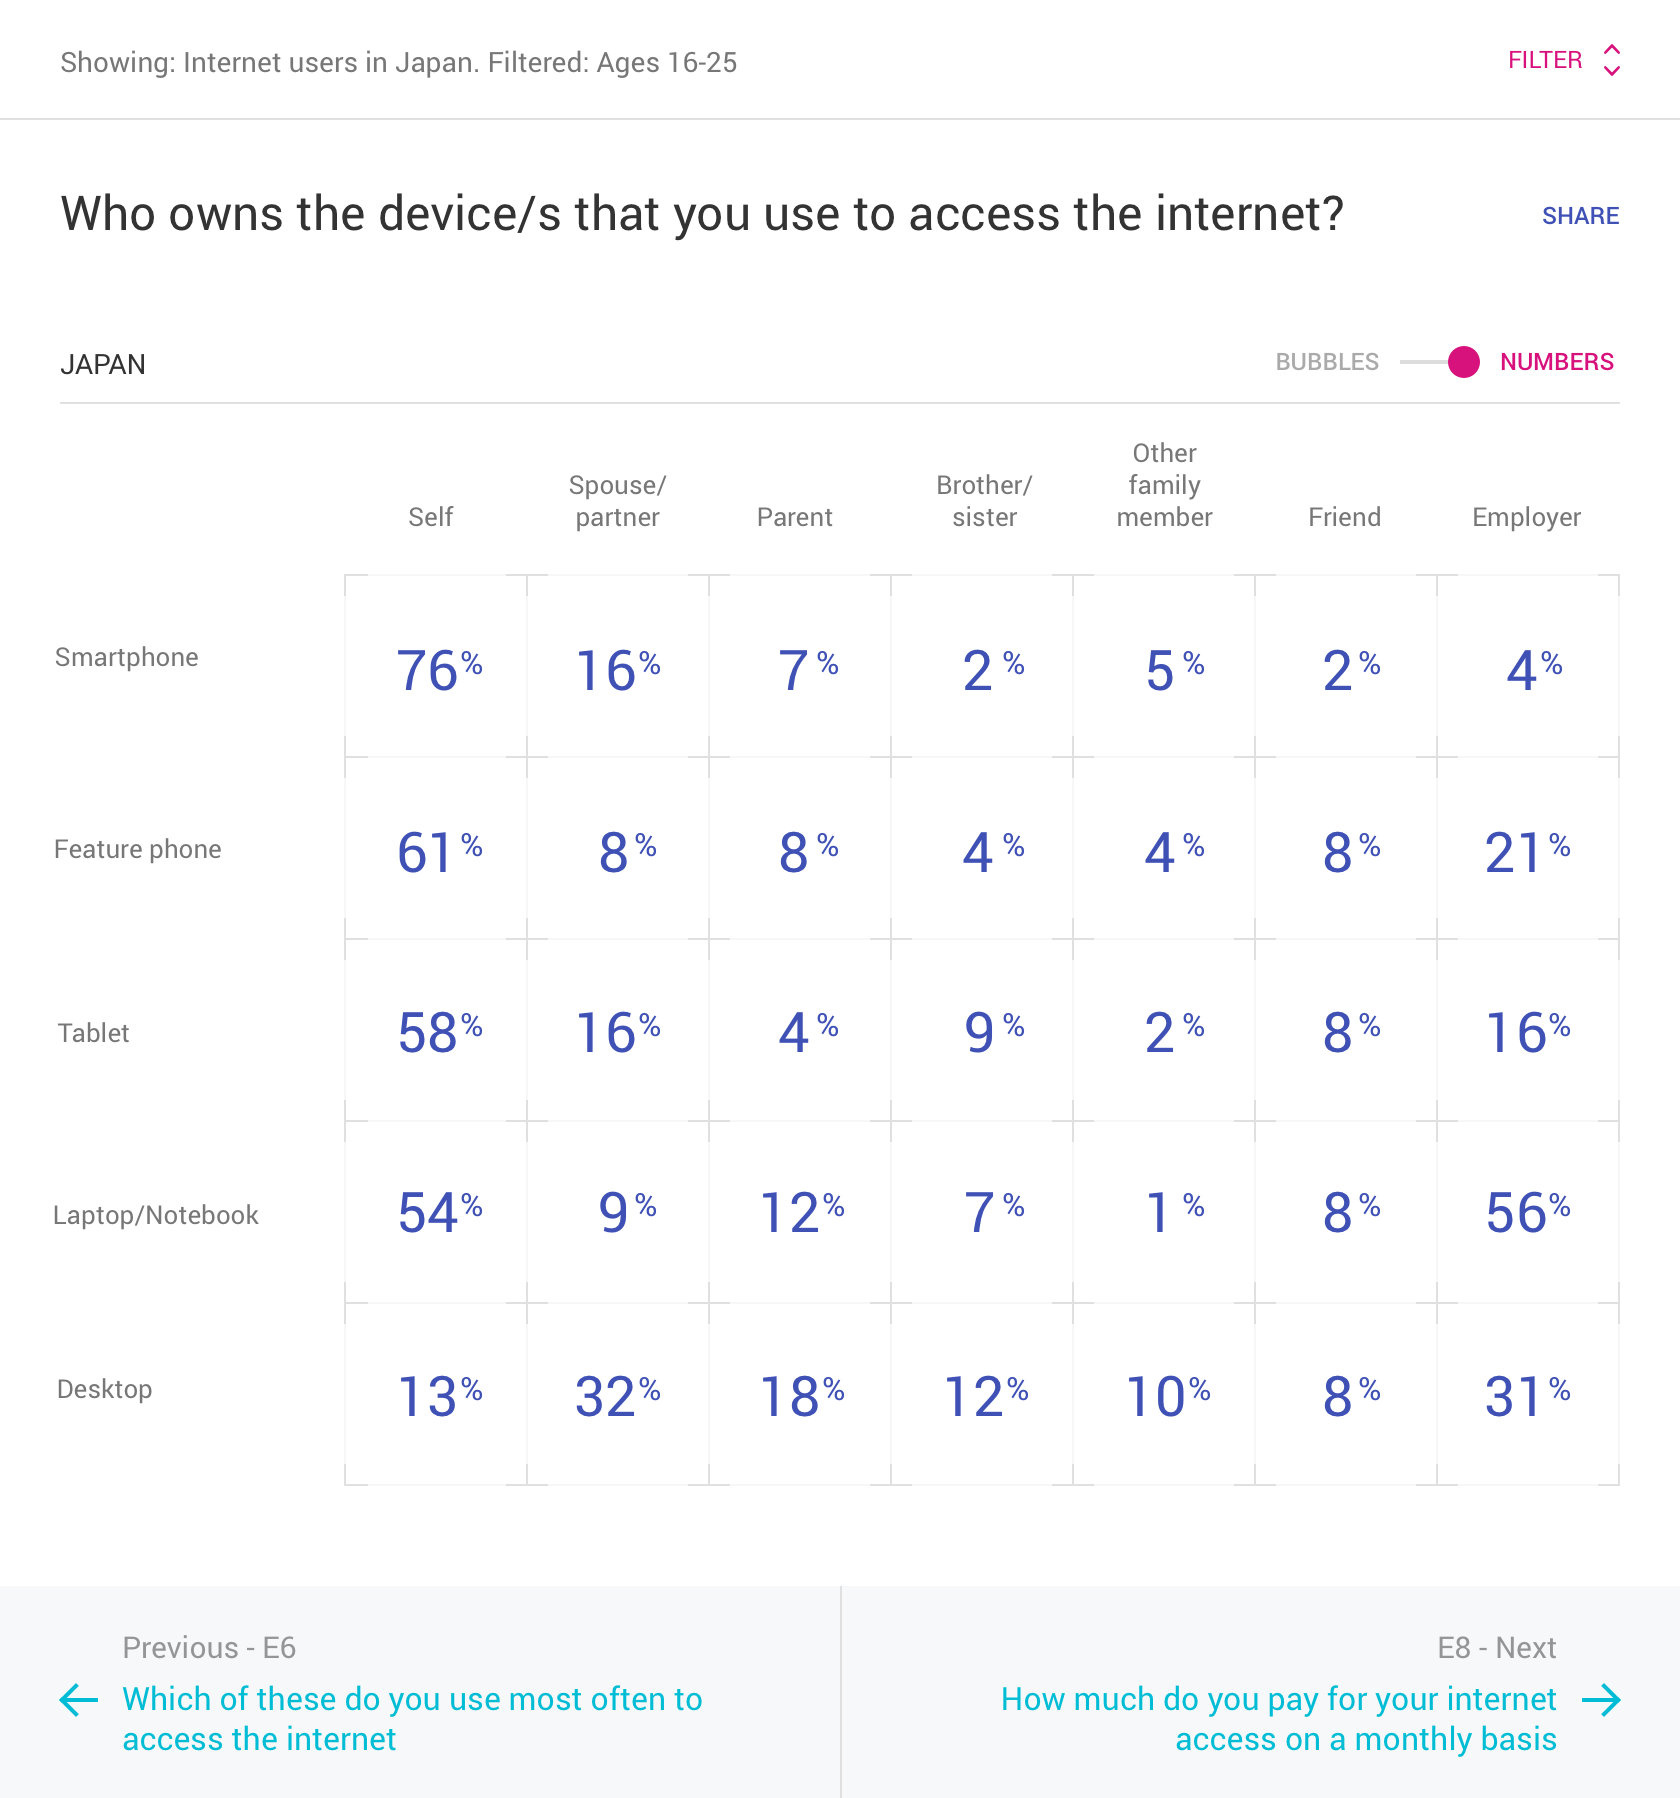 Showing: Internet users in Japan. Filtered: Ages 16-25
FILTER
Who owns the device/s that you use to access the internet?
SHARE
JAPAN
BUBBLES
NUMBERS
Self
Spouse/
partner
Parent
Brother/
sister
Other
family
member
Friend
Employer
Smartphone 76% 16% 7% 2% 5% 2% 4%
Feature phone 61% 8% 8% 4% 4% 8% 21%
Tablet 58% 16% 4% 9% 2% 8% 16%
Laptop/Notebook 54% 9% 12% 7% 1% 8% 56%
Desktop 13% 32% 18% 12% 10% 8% 31%
Previous - E6
Which of these do you use most often to
access the internet
E8 - Next
How much do you pay for your internet
access on a monthly basis